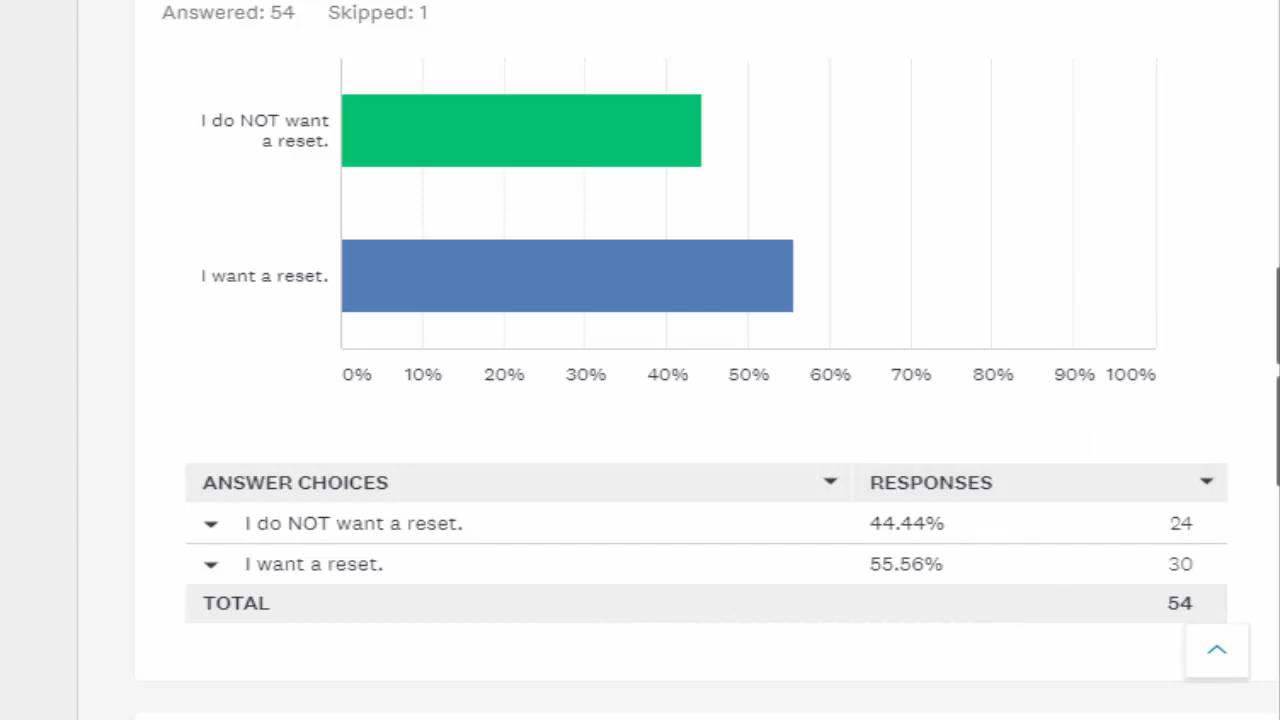 Answered: 54 Skipped: 1
I do NOT want
a reset.
I want a reset.
0% 10% 20% 30% 40% 50% 60% 70% 80% 90% 100%
ANSWER CHOICES RESPONSES
I do NOT want a reset. 44.44% 24
I want a reset. 55.56% 30
TOTAL 54